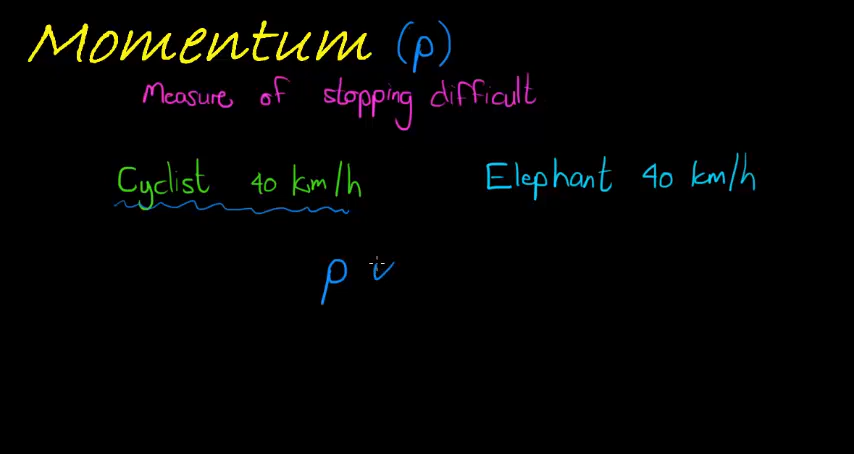 Momentum (p)
Measure of stopping difficult
Cyclist 40 km/h Elephant 40 km/h
p